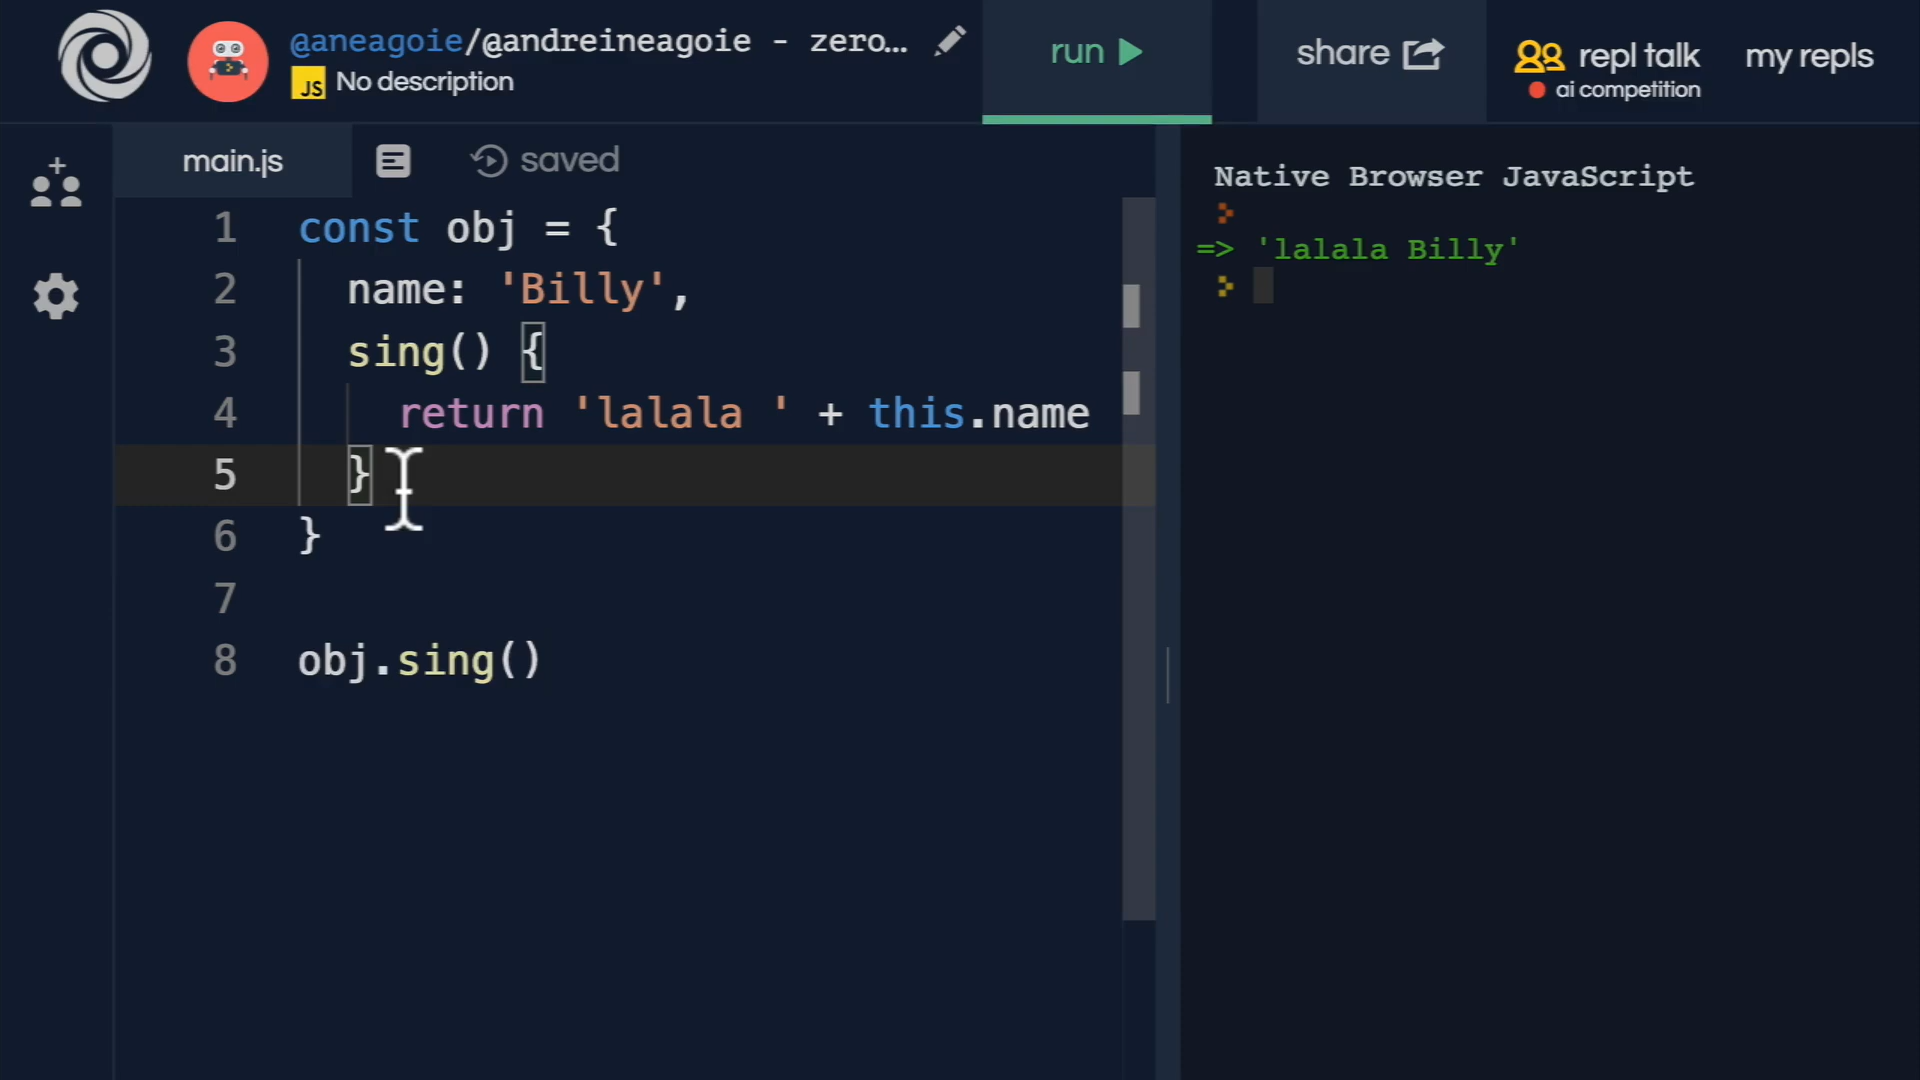 @aneagoie/@andreineagoie - zero...
JS No description
run
share
repl talk
ai competition
my repls
main.js
saved
1 const obj = {
2 name: 'Billy',
3 sing() {
4 return 'lalala ' + this.name
5 }
6 }
7
8 obj.sing()
Native Browser JavaScript
=> 'lalala Billy'